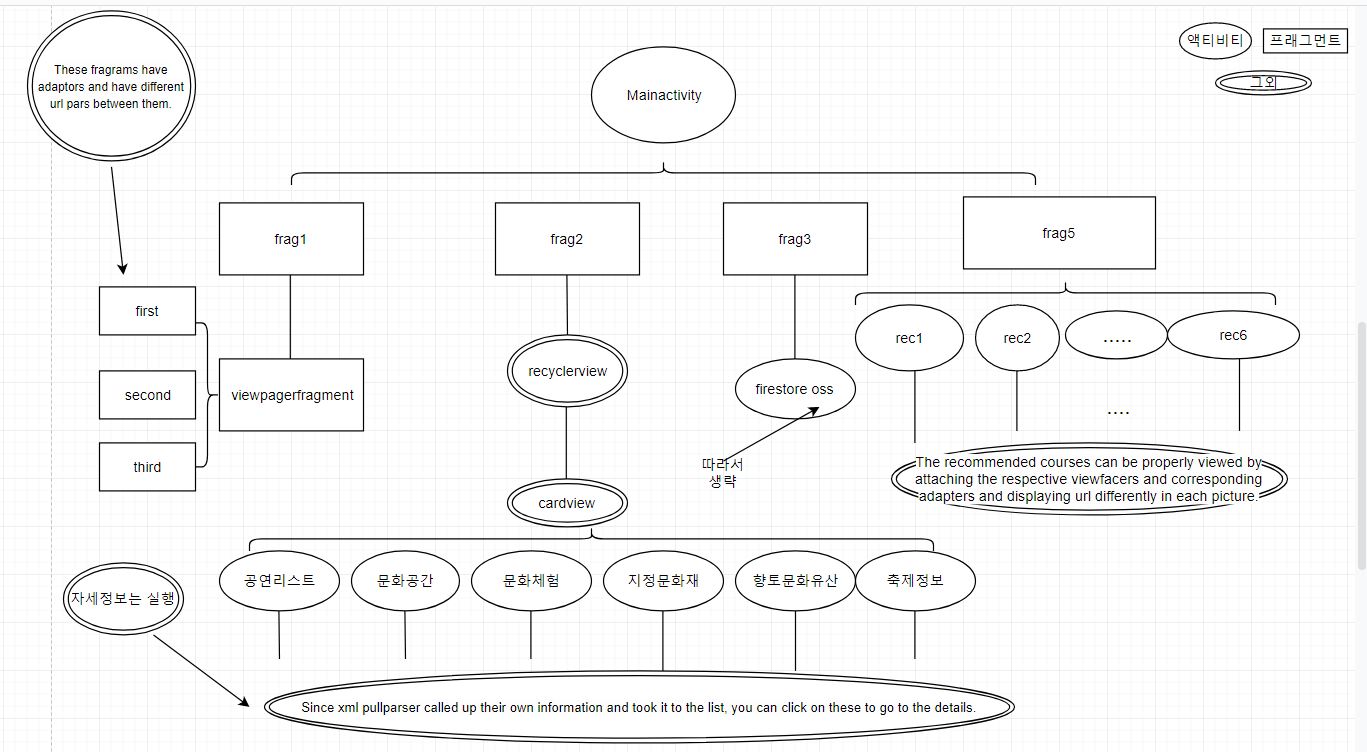 These fragrams have
adaptors and have different
url pars between them.
액티비티
프래그먼트
그외
Mainactivity
frag1
frag2
frag3
frag5
first
second
third
viewpagerfragment
recyclerview
cardview
firestore oss
따라서
생략
rec1
rec2
.....
rec6
....
The recommended courses can be properly viewed by
attaching the respective viewfacers and corresponding
adapters and displaying url differently in each picture.
공연리스트
문화공간
문화체험
지정문화재
향토문화유산
축제정보
자세정보는 실행
Since xml pullparser called up their own information and took it to the list, you can click on these to go to the details.